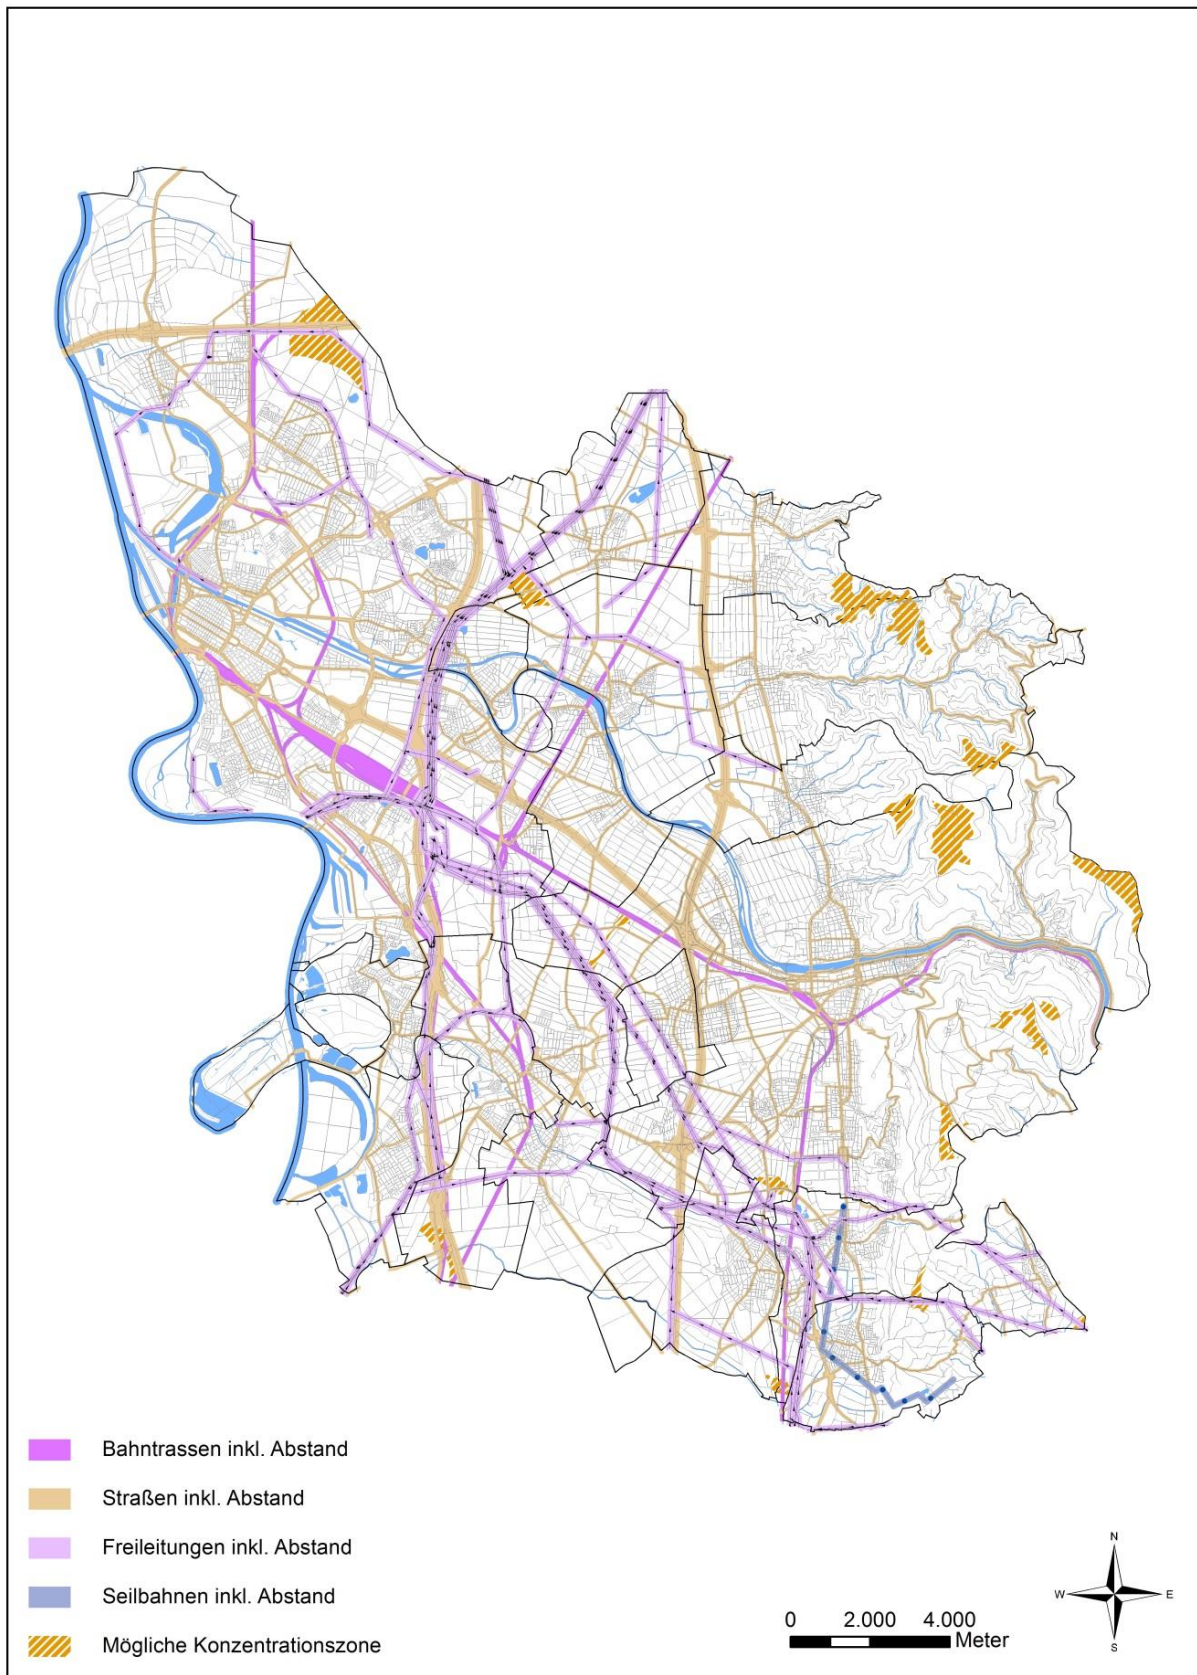 Bahntrassen inkl. Abstand
Straßen inkl. Abstand
Freileitungen inkl. Abstand
Seilbahnen inkl. Abstand
Mögliche Konzentrationszone
0 2.000 4.000
Meter
N
W E
S